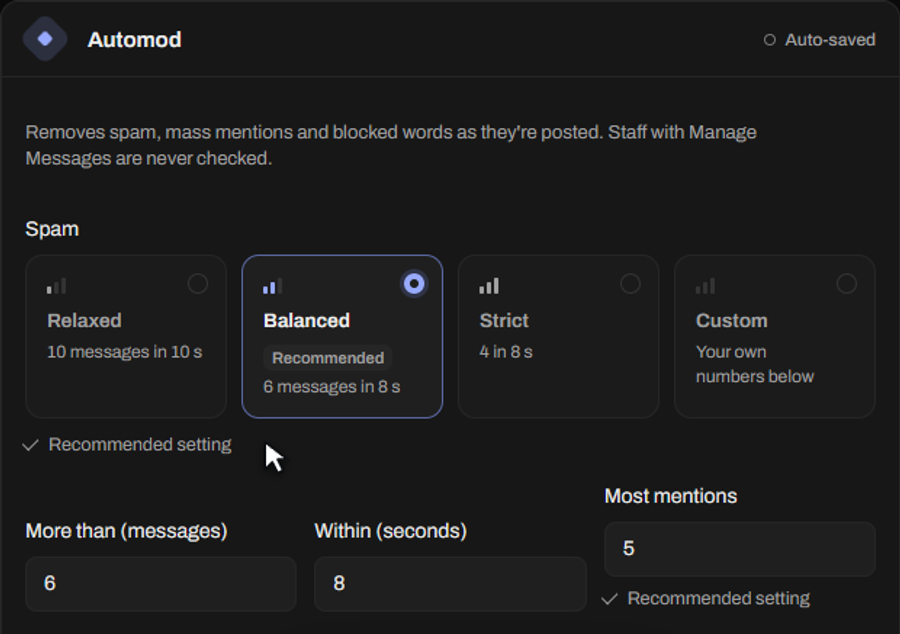 Automod
Auto-saved
Removes spam, mass mentions and blocked words as they're posted. Staff with Manage
Messages are never checked.
Spam
Relaxed
10 messages in 10 s
Balanced
Recommended
6 messages in 8 s
Strict
4 in 8 s
Custom
Your own
numbers below
Recommended setting
More than (messages)
6
Within (seconds)
8
Most mentions
5
Recommended setting